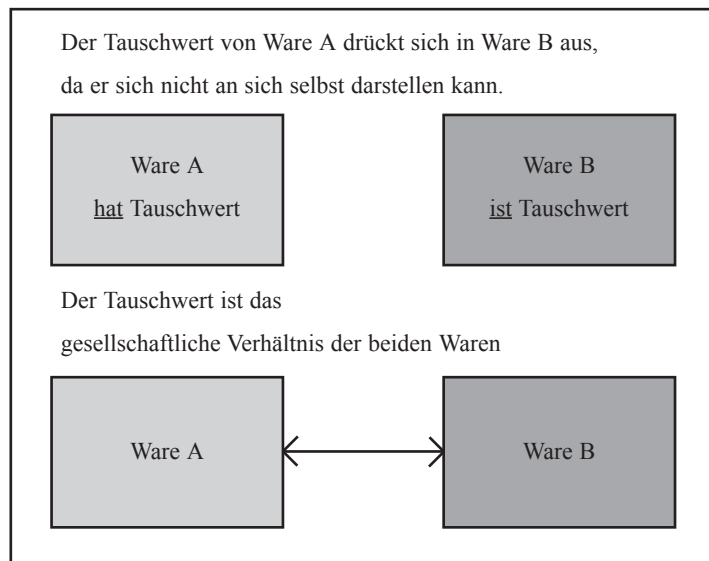 Der Tauschwert von Ware A drückt sich in Ware B aus,
da er sich nicht an sich selbst darstellen kann.
Ware A
hat Tauschwert
Ware B
ist Tauschwert
Der Tauschwert ist das
gesellschaftliche Verhältnis der beiden Waren
Ware A
Ware B